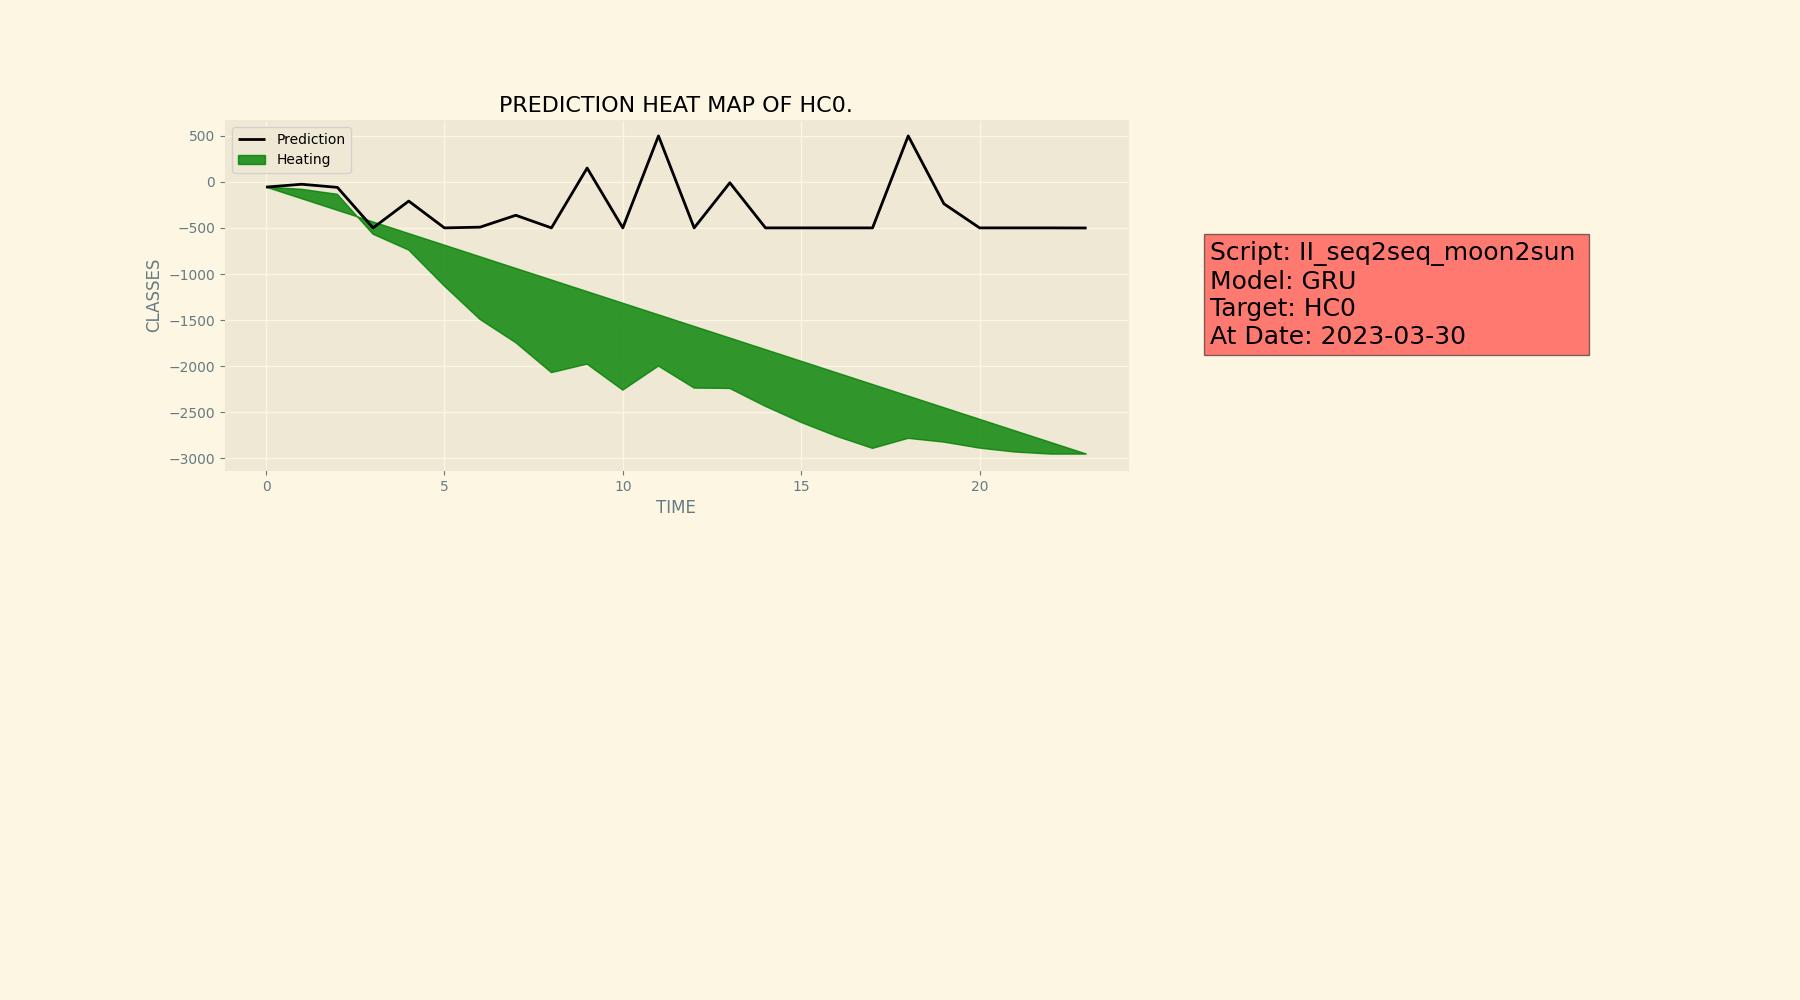 PREDICTION HEAT MAP OF HC0.
Prediction
Heating
500
0
−500
−1000
−1500
−2000
−2500
−3000
CLASSES
0 5 10 15 20
TIME
Script: II_seq2seq_moon2sun
Model: GRU
Target: HC0
At Date: 2023-03-30